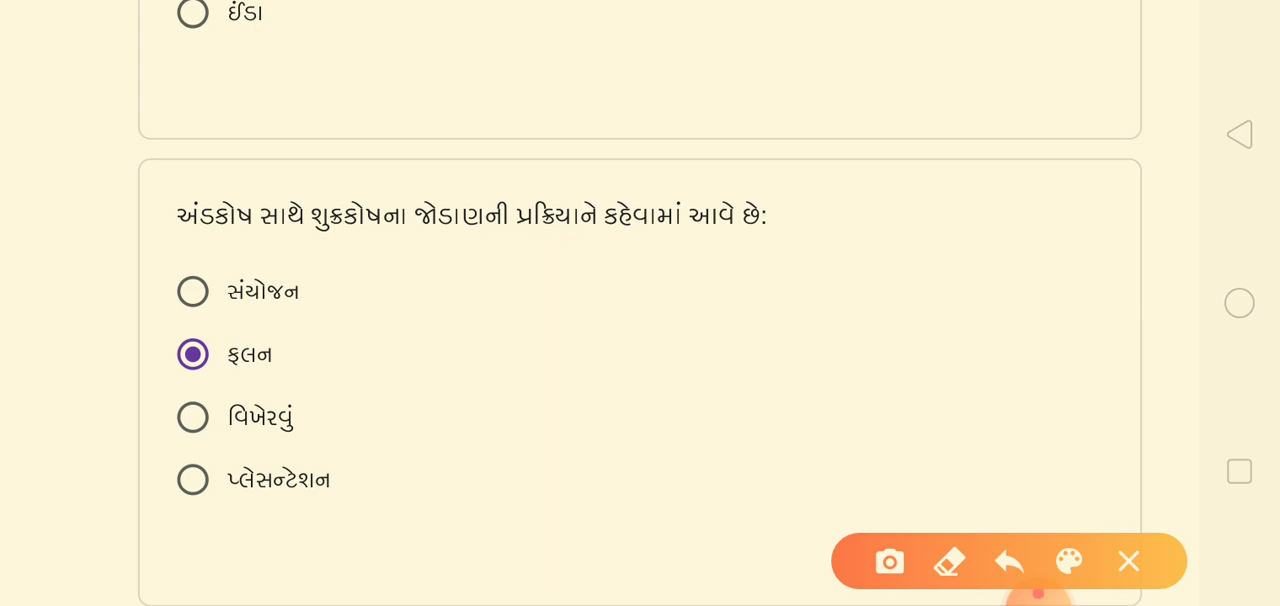 ઈંડા
અંડકોષ સાથે શુક્રકોષના જોડાણની પ્રક્રિયાને કહેવામાં આવે છે:
સંયોજન
ફલન
વિખેરવું
પ્લેસન્ટેશન